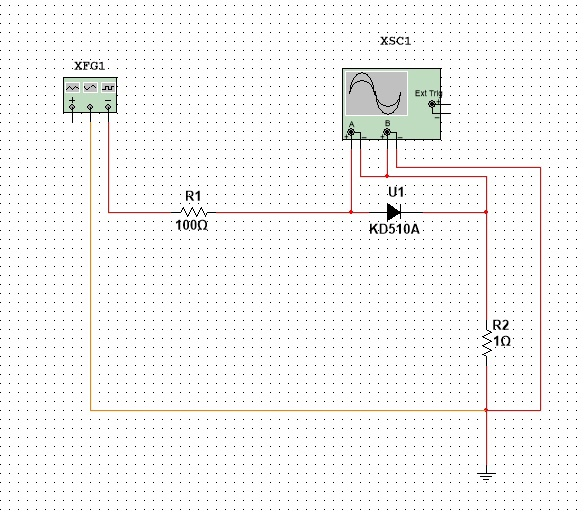 XSC1
XFG1
Ext Trig
+
-
A
B
+
-
+
-
+
-
R1
100Ω
U1
KD510A
R2
1Ω